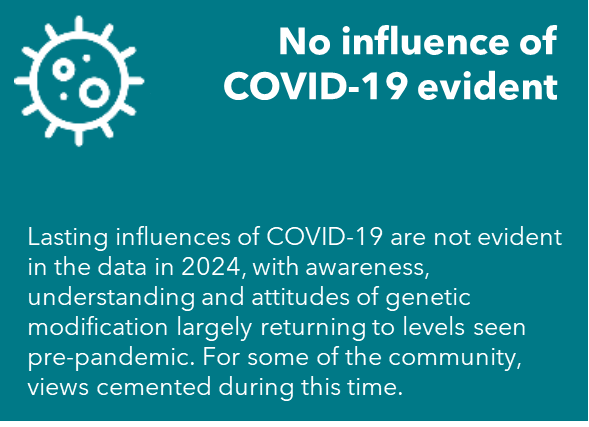 No influence of
COVID-19 evident
Lasting influences of COVID-19 are not evident
in the data in 2024, with awareness,
understanding and attitudes of genetic
modification largely returning to levels seen
pre-pandemic. For some of the community,
views cemented during this time.